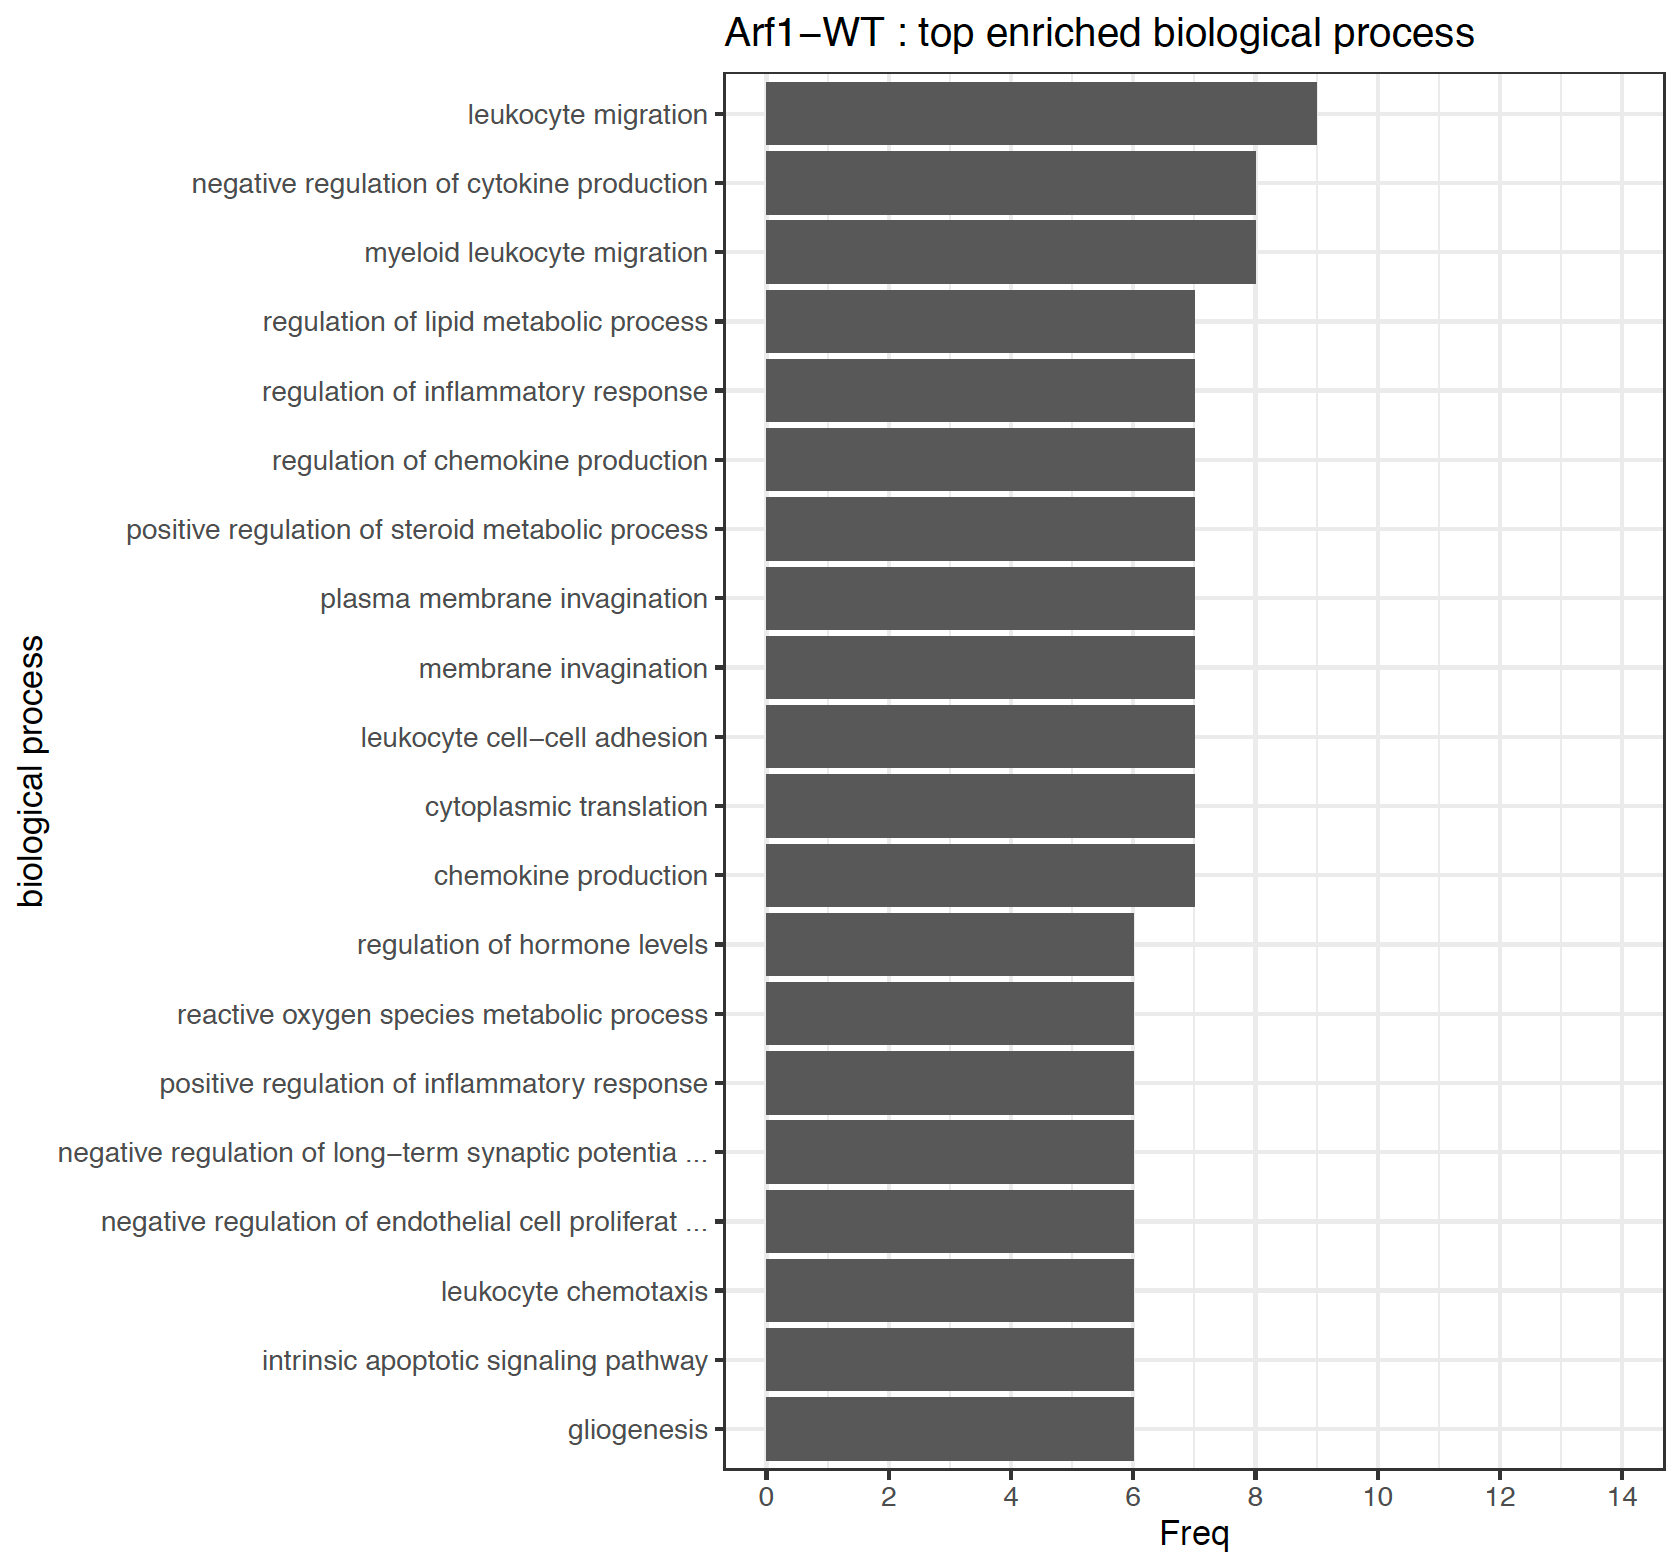 Arf1−WT : top enriched biological process
leukocyte migration
negative regulation of cytokine production
myeloid leukocyte migration
regulation of lipid metabolic process
regulation of inflammatory response
regulation of chemokine production
positive regulation of steroid metabolic process
plasma membrane invagination
membrane invagination
leukocyte cell−cell adhesion
cytoplasmic translation
chemokine production
regulation of hormone levels
reactive oxygen species metabolic process
positive regulation of inflammatory response
negative regulation of long−term synaptic potentia ...
negative regulation of endothelial cell proliferat ...
leukocyte chemotaxis
intrinsic apoptotic signaling pathway
gliogenesis
biological process
0 2 4 6 8 10 12 14
Freq